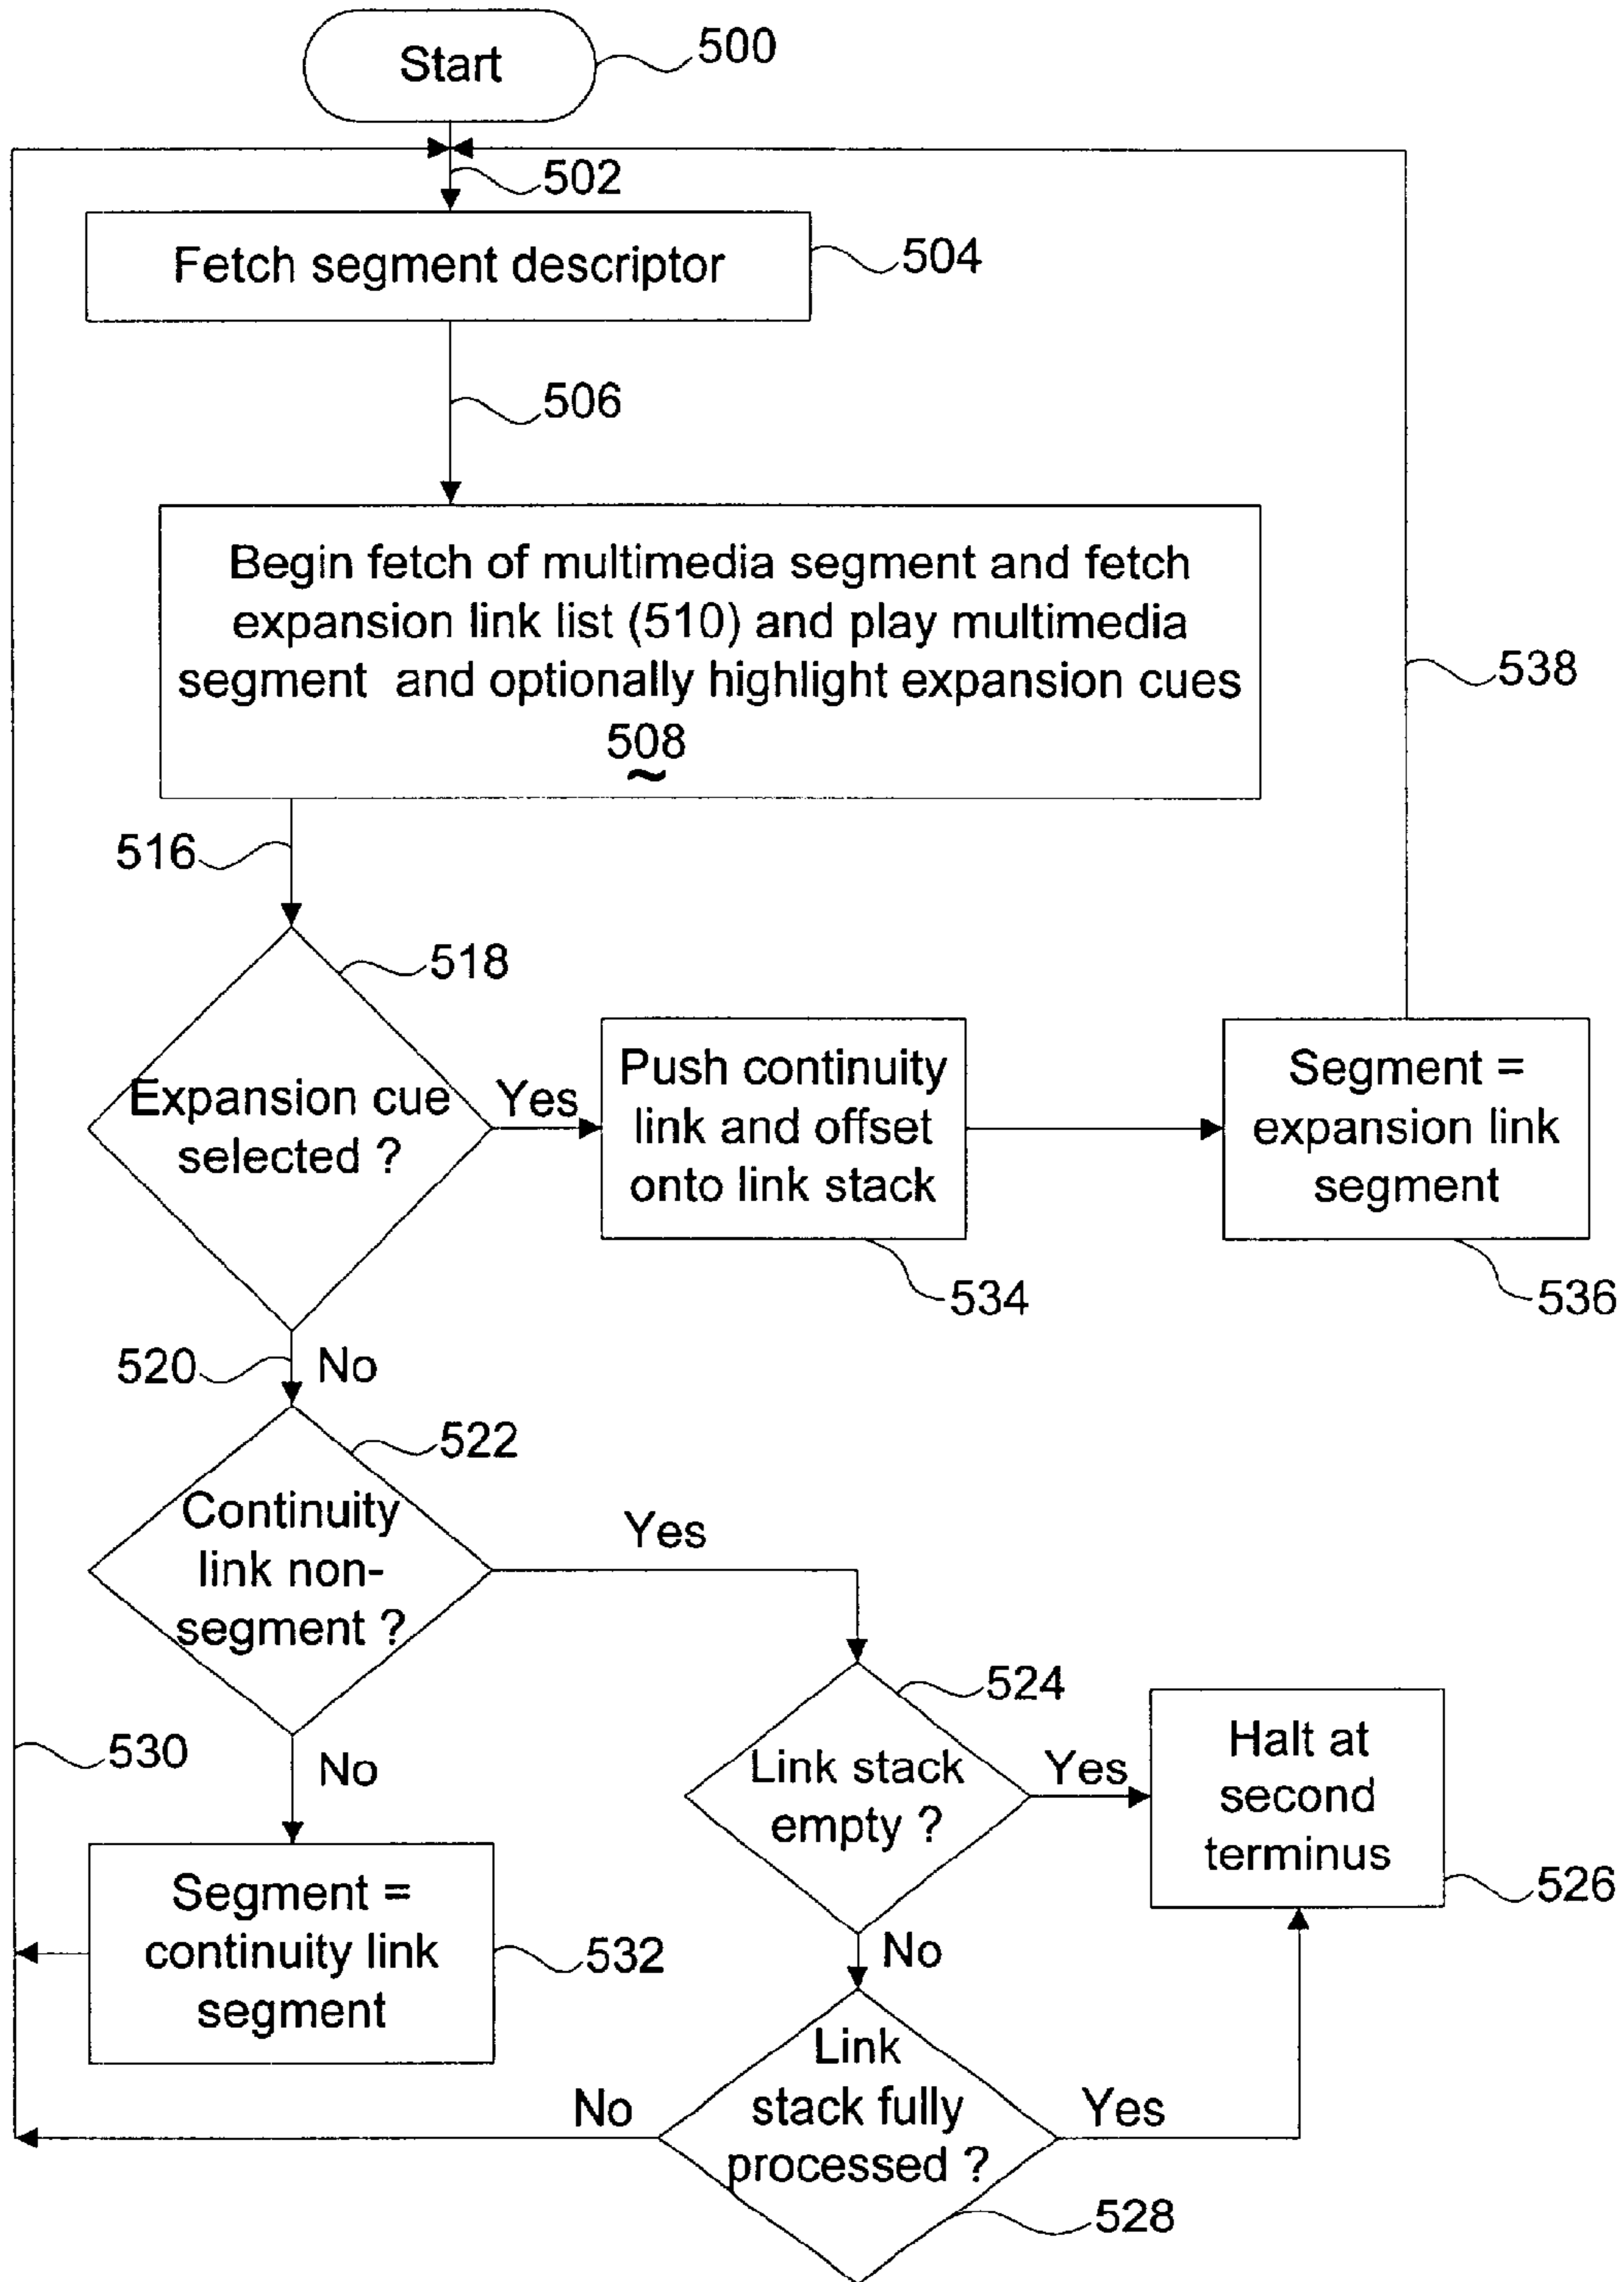 Start
500
502
Fetch segment descriptor
504
506
Begin fetch of multimedia segment and fetch
expansion link list (510) and play multimedia
segment and optionally highlight expansion cues
508
538
516
518
Expansion cue
selected ?
Yes
Push continuity
link and offset
onto link stack
534
Segment =
expansion link
segment
536
520
No
522
Continuity
link non-
segment ?
Yes
524
Link stack
empty ?
Yes
Halt at
second
terminus
526
530
No
Segment =
continuity link
segment
532
No
Link
stack fully
processed ?
No
Yes
528